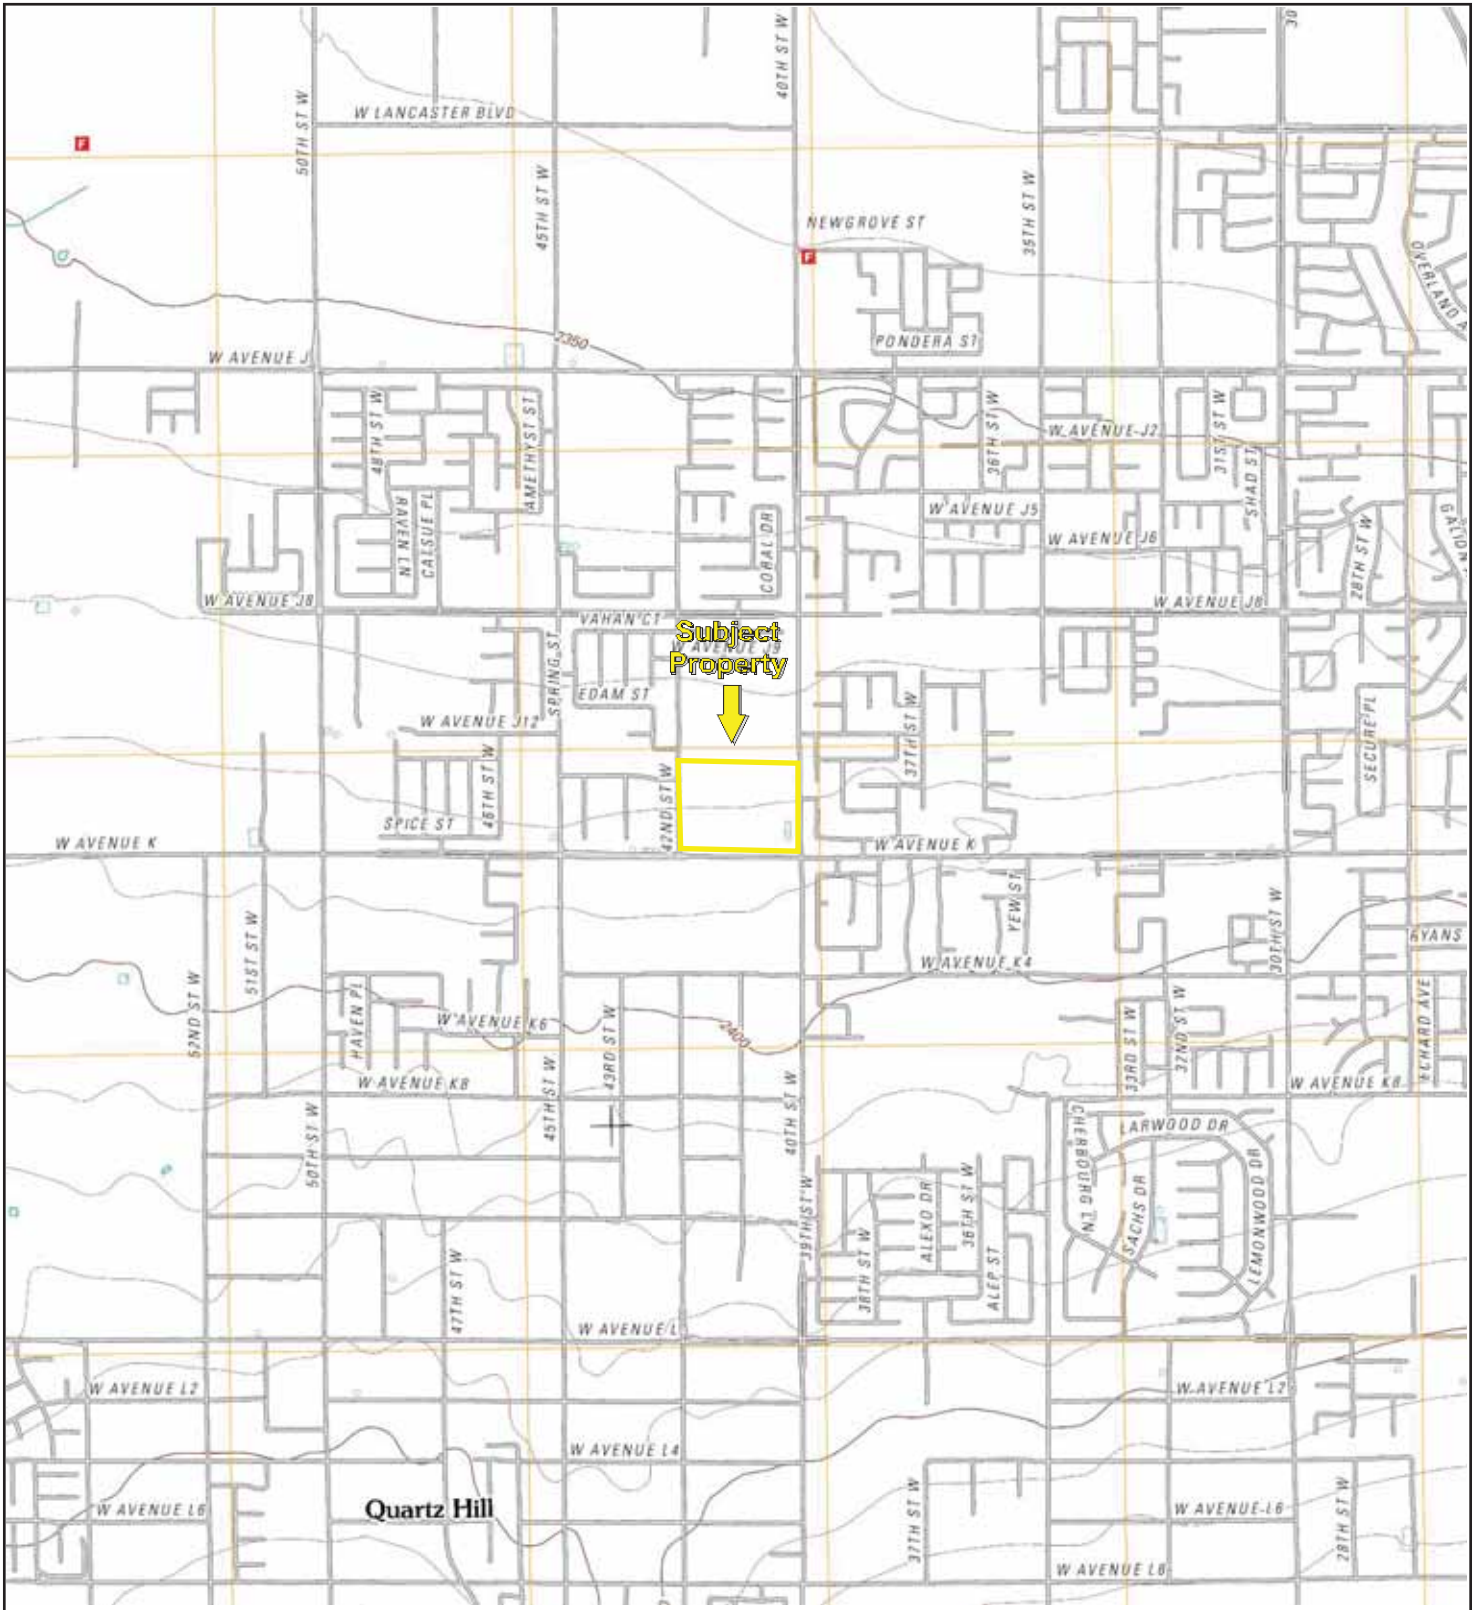 30
40TH ST W
50TH ST W
W LANCASTER BLVD
F
45TH ST W
35TH ST W
NEWGROVE ST
F
OVERLAND A
2350
PONDERA ST
W AVENUE J
48TH ST W
AMETHYST ST
36TH ST W
W AVENUE J2
31ST ST W
SHAD ST
RAVEN LN
CATSUE PL
CORAL DR
W AVENUE J5
W AVENUE J6
28TH ST W
GALION
W AVENUE J8
W AVENUE J8
VAHAN CT
Subject
Property
W AVENUE J9
SPRING ST
EDAM ST
W AVENUE J12
37TH ST W
SECURE PL
46TH ST W
42ND ST W
SPICE ST
W AVENUE K
W AVENUE K
YEW ST
51ST ST W
30TH ST W
RYANS
W AVENUE K4
52ND ST W
HAVEN PL
W AVENUE K6
43RD ST W
2400
33RD ST W
32ND ST W
ECHARD AVE
W AVENUE K8
W AVENUE K8
45TH ST W
40TH ST W
50TH ST W
CHERBOURG LN
LARWOOD DR
39TH ST W
38TH ST W
ALEXO DR
36TH ST W
ALEP ST
SACHS DR
LEMONWOOD DR
47TH ST W
W AVENUE L
W AVENUE L2
W AVENUE L2
W AVENUE L4
W AVENUE L6
Quartz Hill
37TH ST W
W AVENUE L6
28TH ST W
W AVENUE L8